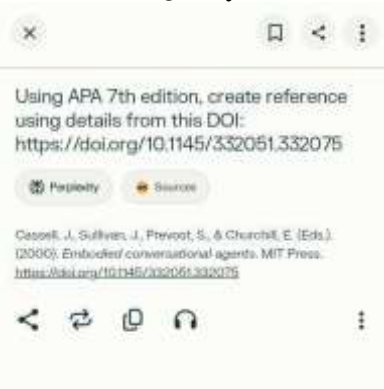 Using APA 7th edition, create reference
using details from this DOI:
https://doi.org/10.1145/332051.332075
Perplexity
Sources
Cassell, J., Sullivan, J., Prevost, S., & Churchill, E. (Eds.).
(2000). Embodied conversational agents. MIT Press.
https://doi.org/10.1145/332051.332075